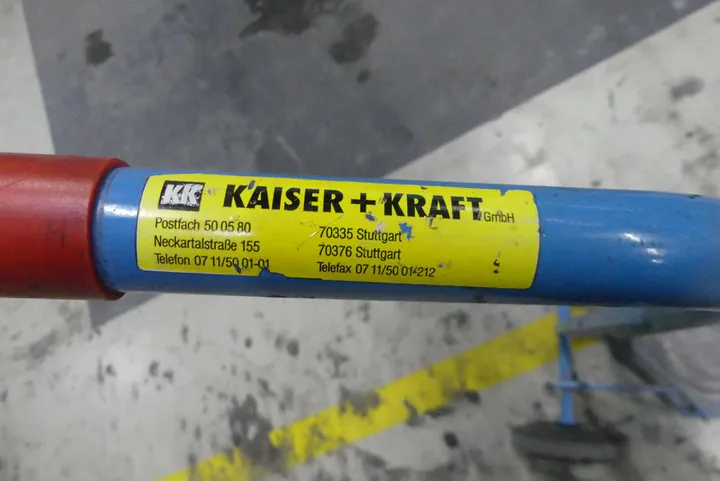 KK KAISER + KRAFT GmbH
Postfach 50 05 80 70335 Stuttgart
Neckartalstraße 155 70376 Stuttgart
Telefon 07 11/50 01-01 Telefax 07 11/50 01-212